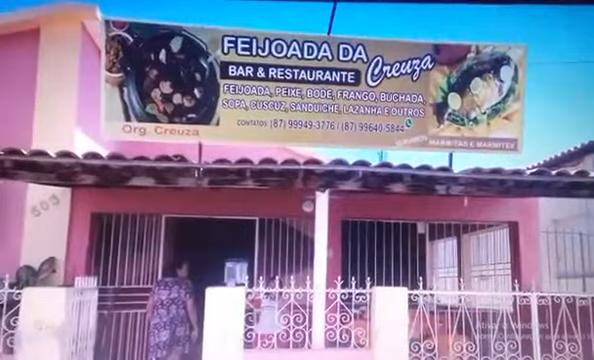 FEIJOADA DA
Creuza
BAR & RESTAURANTE
FEIJOADA, PEIXE, BODE, FRANGO, BUCHADA,
SOPA, CUSCUZ, SANDUICHE, LAZANHA E OUTROS
CONTATOS: (87) 99949-3776 / (87) 99640-5844
Org. Creuza
MARMITAS E MARMITEX
505